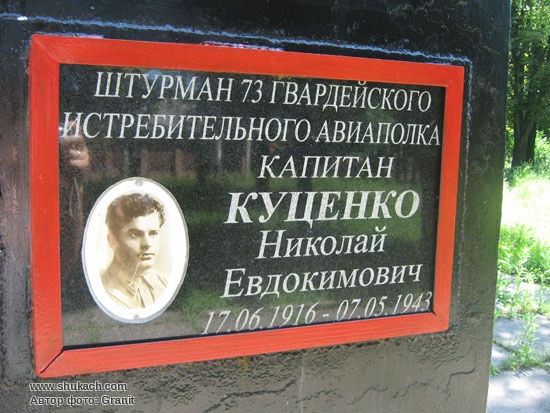 ШТУРМАН 73 ГВАРДЕЙСКОГО
ИСТРЕБИТЕЛЬНОГО АВИАПОЛКА
КАПИТАН
КУЦЕНКО
Николай
Евдокимович
17.06.1916 - 07.05.1943
www.shukach.com
Автор фото: Granit